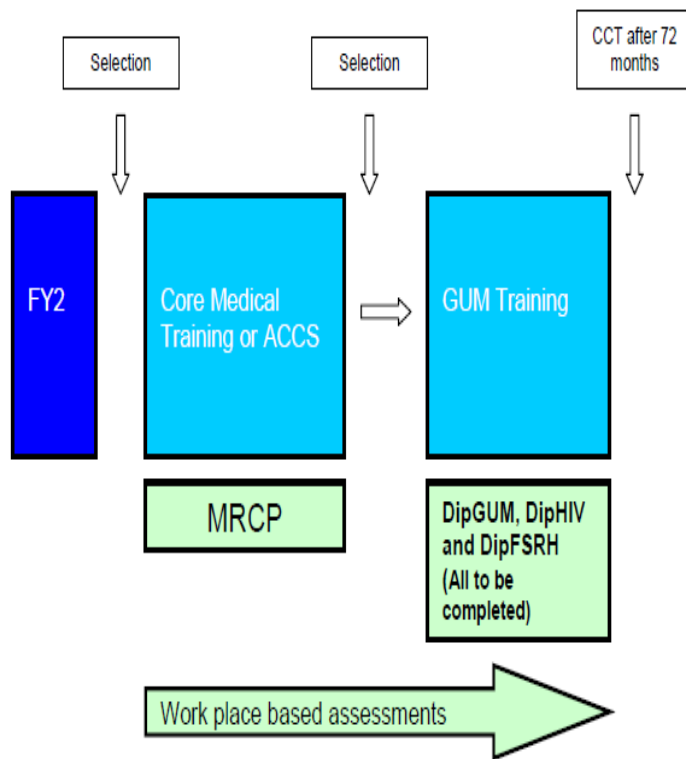 Selection
Selection
CCT after 72
months
FY2
Core Medical
Training or ACCS
GUM Training
MRCP
DipGUM, DipHIV
and DipFSRH
(All to be
completed)
Work place based assessments